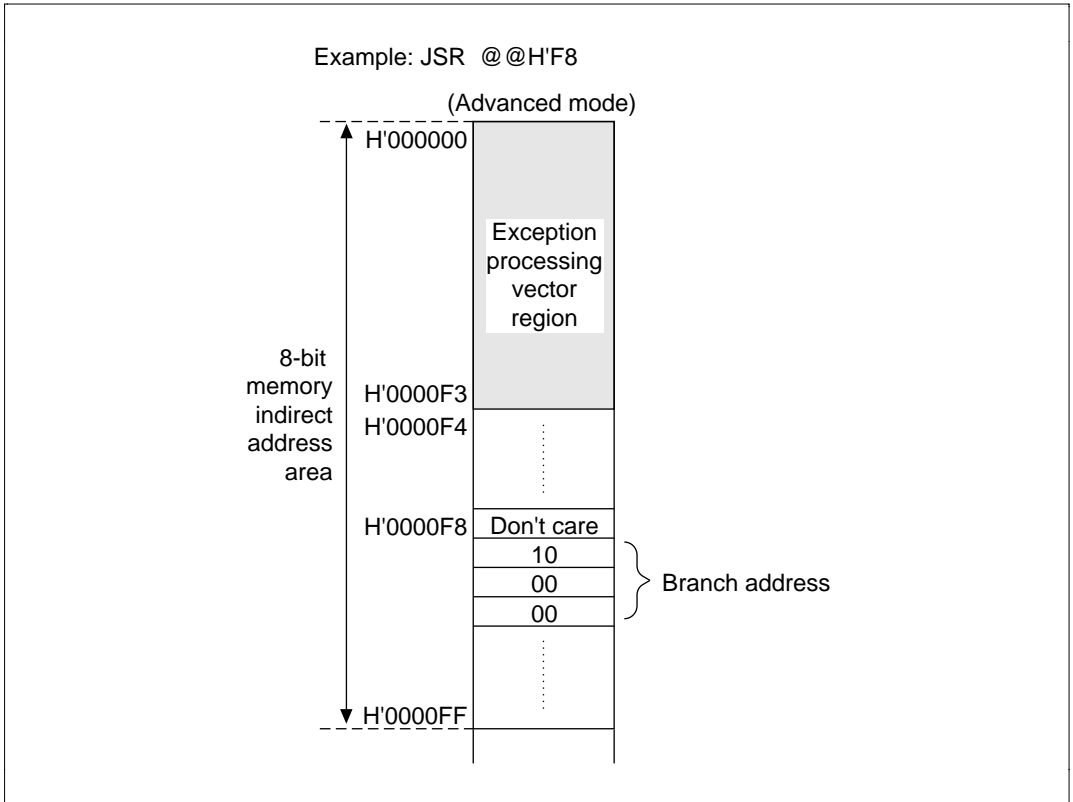 Example: JSR @@H'F8
(Advanced mode)
H'000000
Exception
processing
vector
region
8-bit
memory
indirect
address
area
H'0000F3
H'0000F4
H'0000F8
Don't care
10
00
00
Branch address
H'0000FF